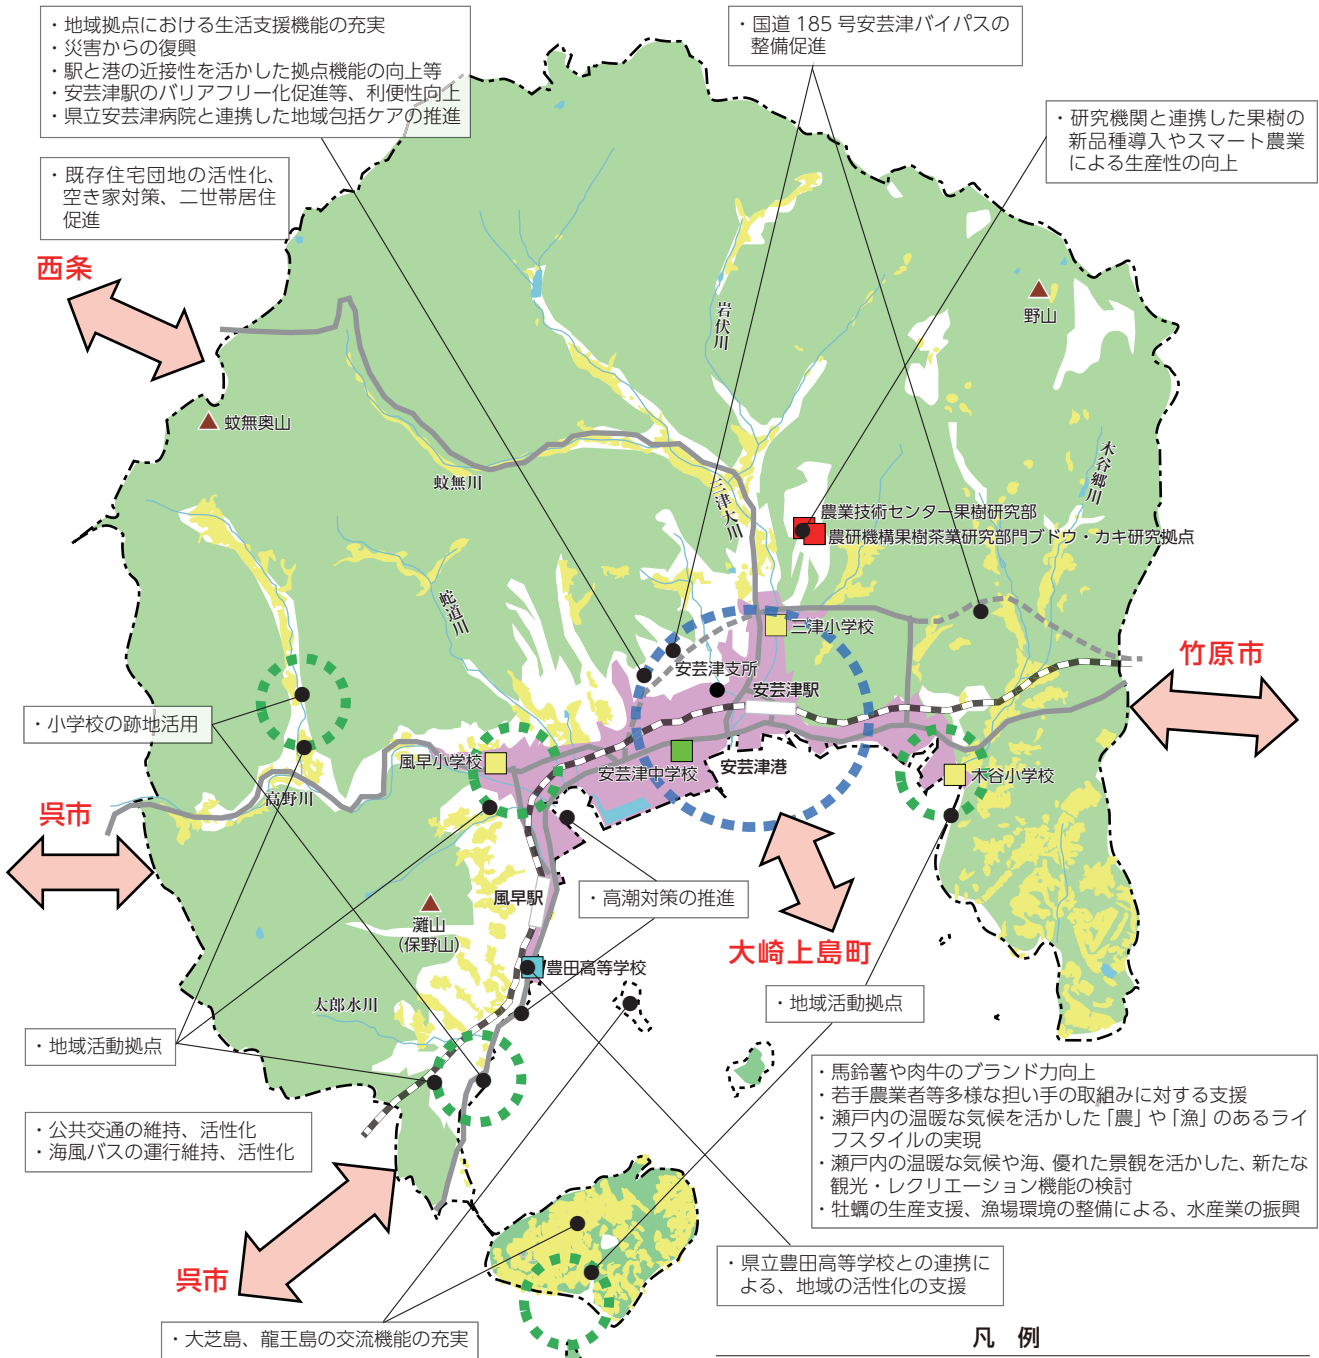 ・地域拠点における生活支援機能の充実
・災害からの復興
・駅と港の近接性を活かした拠点機能の向上等
・安芸津駅のバリアフリー化促進等、利便性向上
・県立安芸津病院と連携した地域包括ケアの推進
・国道 185 号安芸津バイパスの
整備促進
・研究機関と連携した果樹の
新品種導入やスマート農業
による生産性の向上
・既存住宅団地の活性化、
空き家対策、二世帯居住
促進
西条
岩伏川
野山
蚊無奥山
木谷郷川
蚊無川
三津大川
農業技術センター果樹研究部
農研機構果樹茶業研究部門ブドウ・カキ研究拠点
蛇道川
三津小学校
竹原市
安芸津支所
安芸津駅
・小学校の跡地活用
風早小学校
安芸津中学校
安芸津港
木谷小学校
高野川
呉市
風早駅
・高潮対策の推進
灘山
（保野山）
大崎上島町
豊田高等学校
太郎水川
・地域活動拠点
・地域活動拠点
・馬鈴薯や肉牛のブランド力向上
・若手農業者等多様な担い手の取組みに対する支援
・瀬戸内の温暖な気候を活かした「農」や「漁」のあるライ
フスタイルの実現
・瀬戸内の温暖な気候や海、優れた景観を活かした、新たな
観光・レクリエーション機能の検討
・牡蠣の生産支援、漁場環境の整備による、水産業の振興
・公共交通の維持、活性化
・海風バスの運行維持、活性化
呉市
・県立豊田高等学校との連携に
よる、地域の活性化の支援
・大芝島、龍王島の交流機能の充実
凡　例